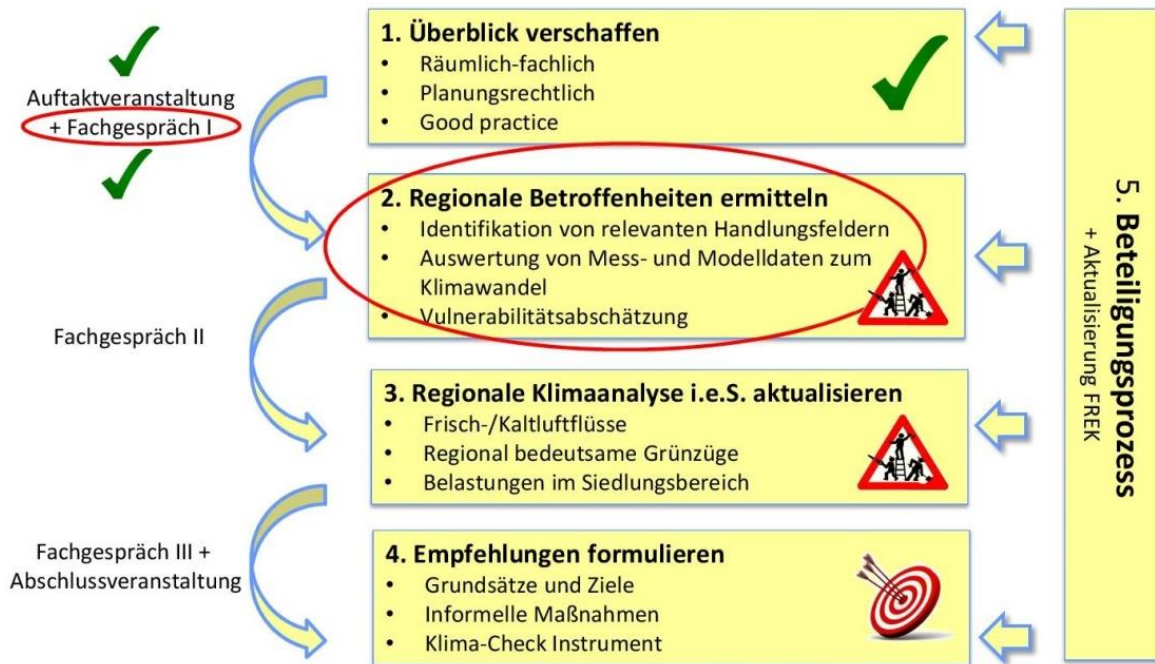 Auftaktveranstaltung
+ Fachgespräch I
1. Überblick verschaffen
• Räumlich-fachlich
• Planungsrechtlich
• Good practice
2. Regionale Betroffenheiten ermitteln
• Identifikation von relevanten Handlungsfeldern
• Auswertung von Mess- und Modelldaten zum
Klimawandel
• Vulnerabilitätsabschätzung
Fachgespräch II
3. Regionale Klimaanalyse i.e.S. aktualisieren
• Frisch-/Kaltluftflüsse
• Regional bedeutsame Grünzüge
• Belastungen im Siedlungsbereich
Fachgespräch III +
Abschlussveranstaltung
4. Empfehlungen formulieren
• Grundsätze und Ziele
• Informelle Maßnahmen
• Klima-Check Instrument
5. Beteiligungsprozess
+ Aktualisierung FREK